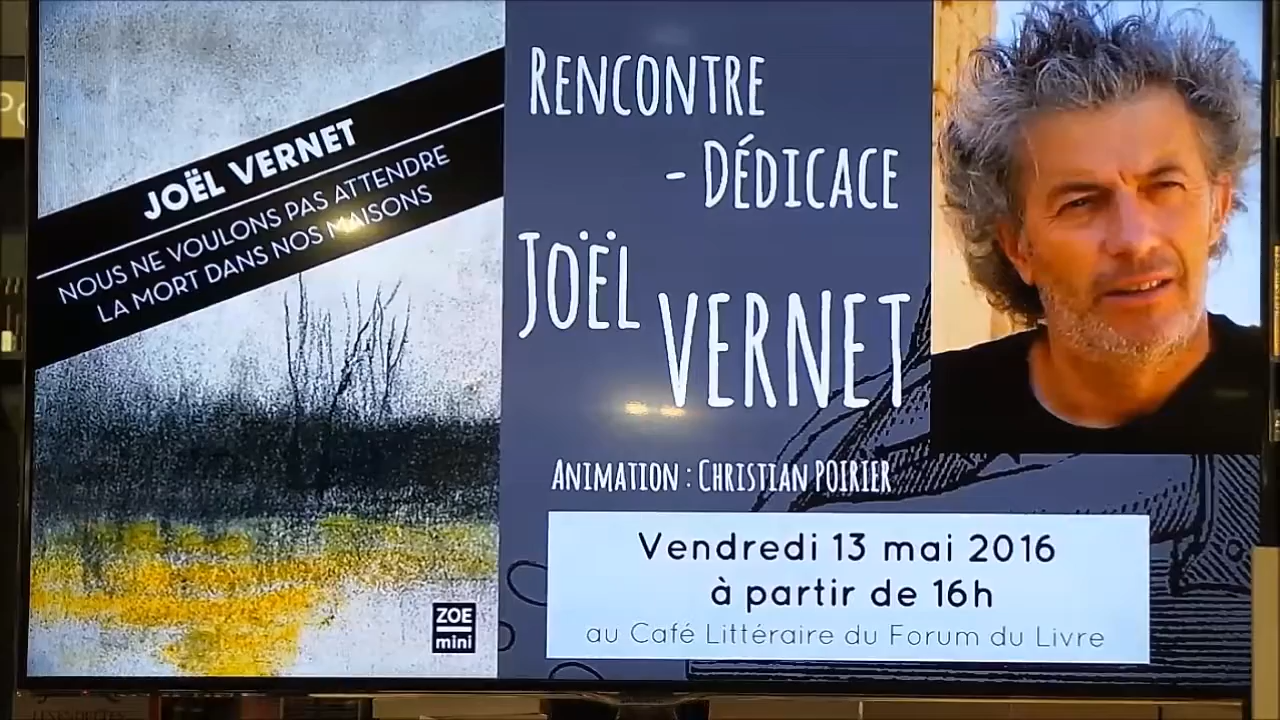 JOËL VERNET
NOUS NE VOULONS PAS ATTENDRE
LA MORT DANS NOS MAISONS
ZOE
mini
RENCONTRE
- DÉDICACE
JOËL
VERNET
ANIMATION : CHRISTIAN POIRIER
Vendredi 13 mai 2016
à partir de 16h
au Café Littéraire du Forum du Livre